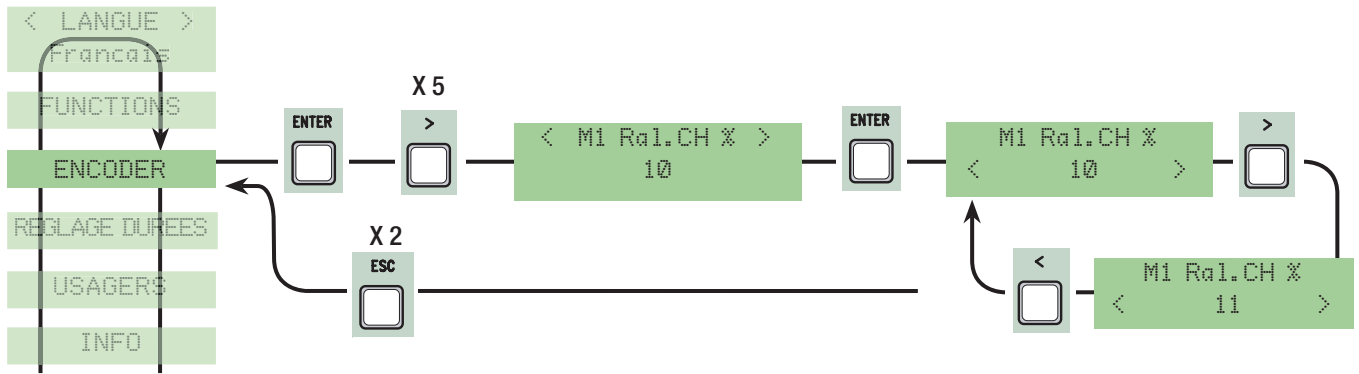 < LANGUE >
Francais
FUNCTIONS
ENCODER
REGLAGE DUREES
USAGERS
INFO
ENTER
X 5
>
< M1 Ral.CH % >
10
ENTER
M1 Ral.CH %
< 10 >
>
X 2
ESC
<
M1 Ral.CH %
< 11 >